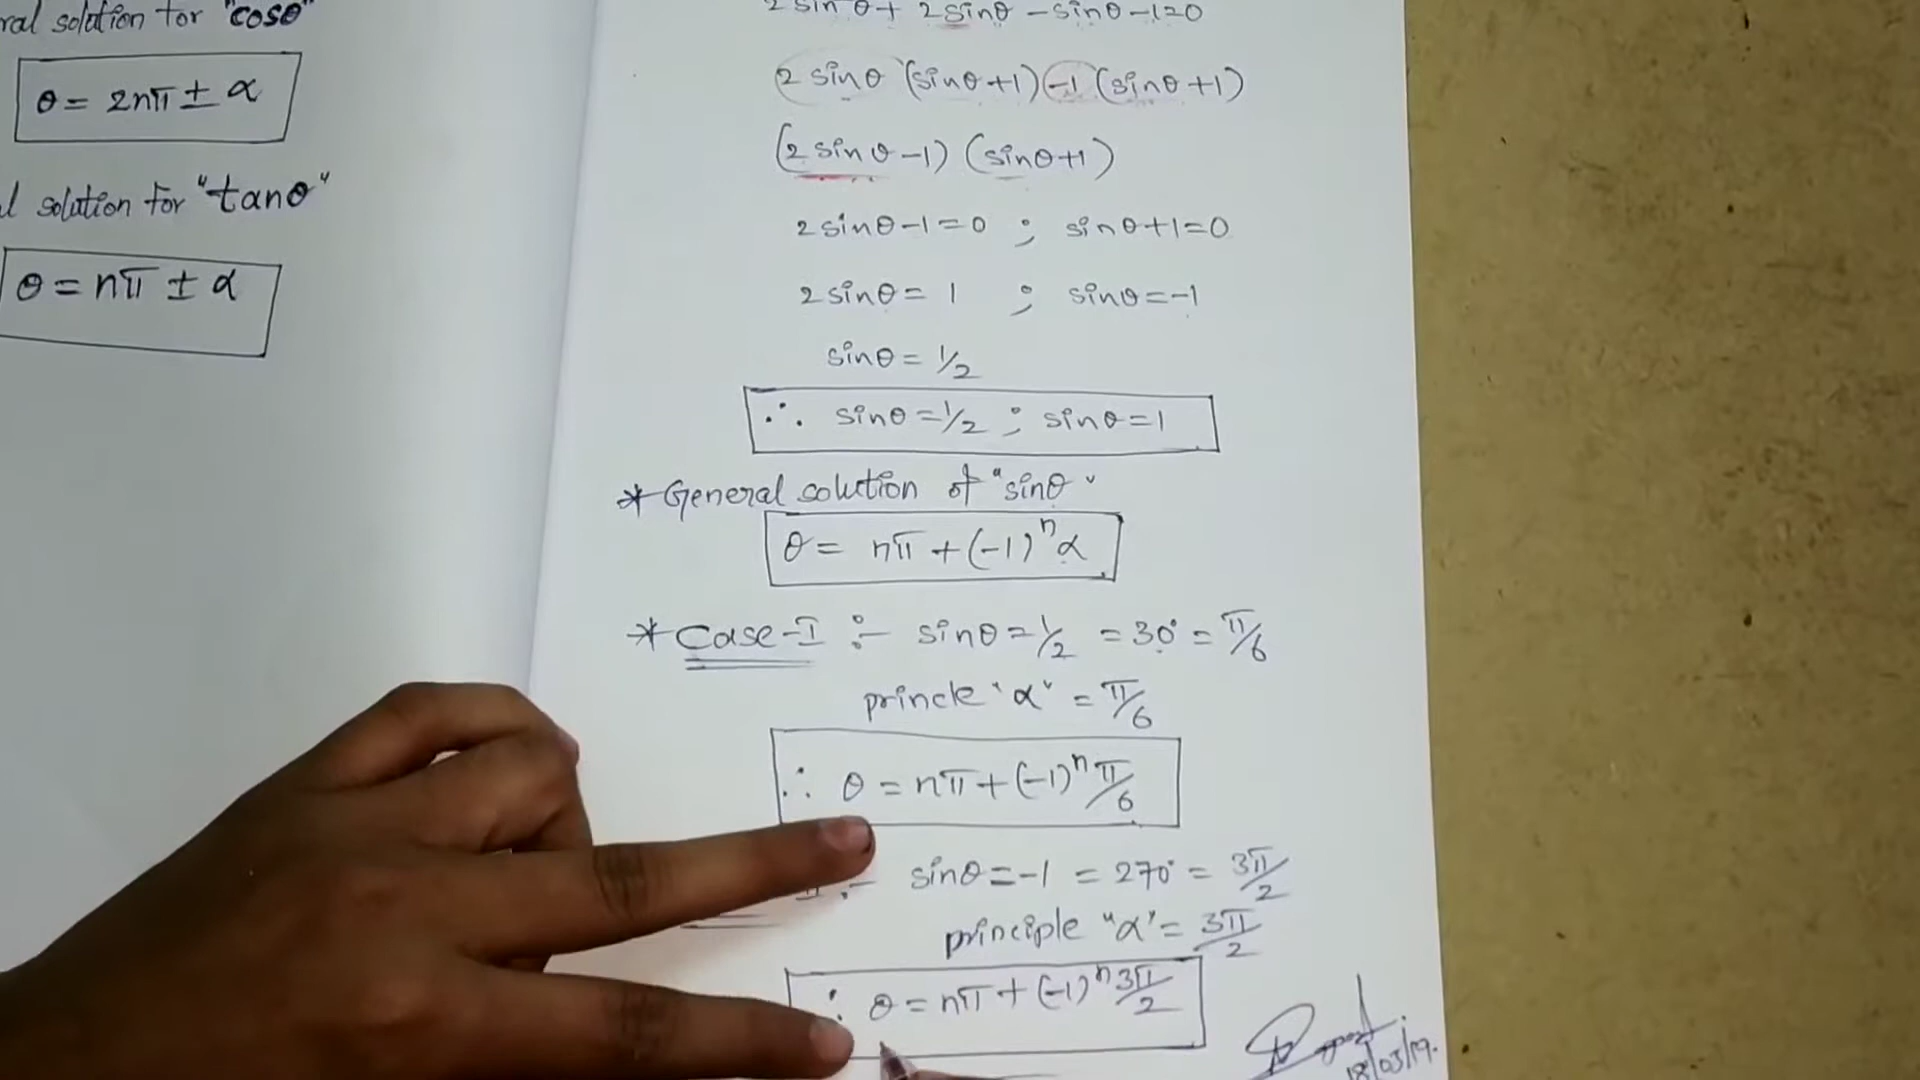 solution for "cosθ"
θ = 2nπ ± α
solution for "tanθ"
θ = nπ ± α
2 sin θ + 2sinθ - sinθ -1=0
2 sinθ (sinθ+1) -1 (sinθ+1)
(2 sinθ -1) (sinθ+1)
2 sinθ-1=0 ; sinθ+1=0
2 sinθ = 1 ; sinθ=-1
sinθ = 1/2
∴ sinθ =1/2 ; sinθ=1
* General solution of "sinθ"
θ = nπ + (-1)ⁿ α
* Case-I :- sinθ=1/2 = 30° = π/6
princle "α" = π/6
∴ θ = nπ + (-1)ⁿ π/6
:- sinθ=-1 = 270° = 3π/2
principle "α" = 3π/2
∴ θ = nπ + (-1)ⁿ 3π/2
18/03/19.